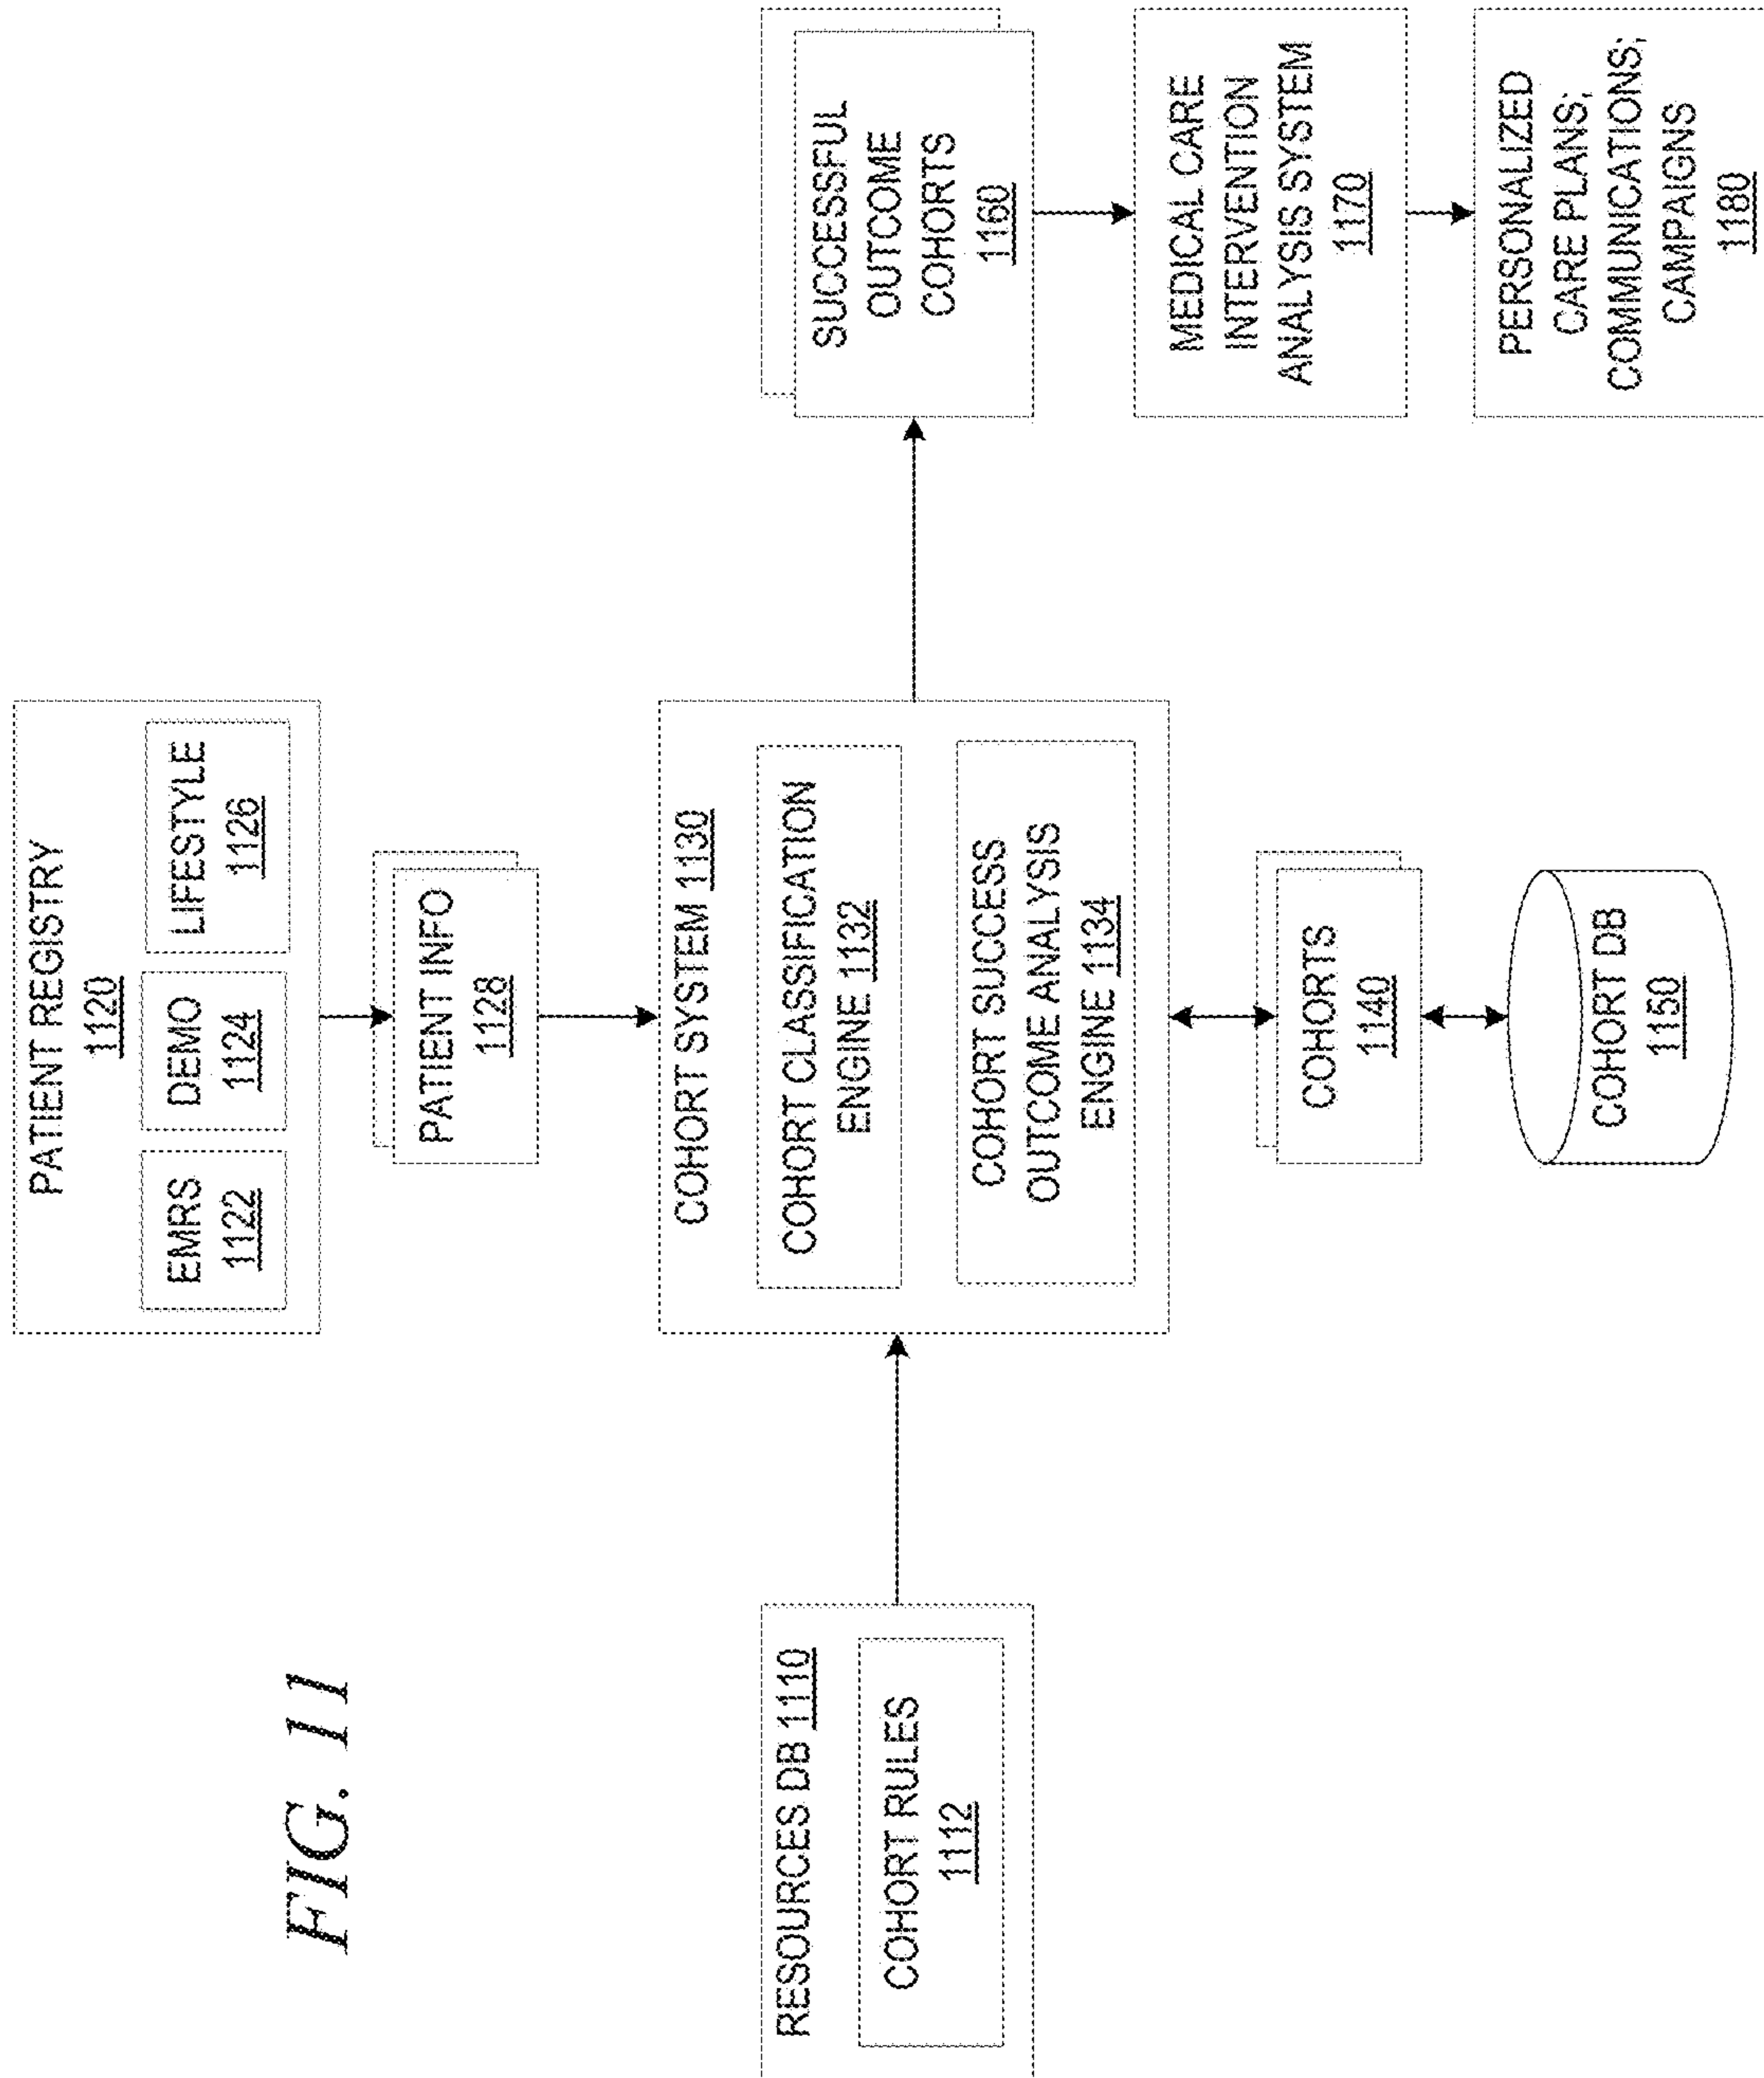 FIG. 11
PATIENT REGISTRY
1120
EMRS
1122
DEMO
1124
LIFESTYLE
1126
PATIENT INFO
1128
RESOURCES DB 1110
COHORT RULES
1112
COHORT SYSTEM 1130
COHORT CLASSIFICATION
ENGINE 1132
COHORT SUCCESS
OUTCOME ANALYSIS
ENGINE 1134
COHORTS
1140
COHORT DB
1150
SUCCESSFUL
OUTCOME
COHORTS
1160
MEDICAL CARE
INTERVENTION
ANALYSIS SYSTEM
1170
PERSONALIZED
CARE PLANS;
COMMUNICATIONS;
CAMPAIGNS
1180